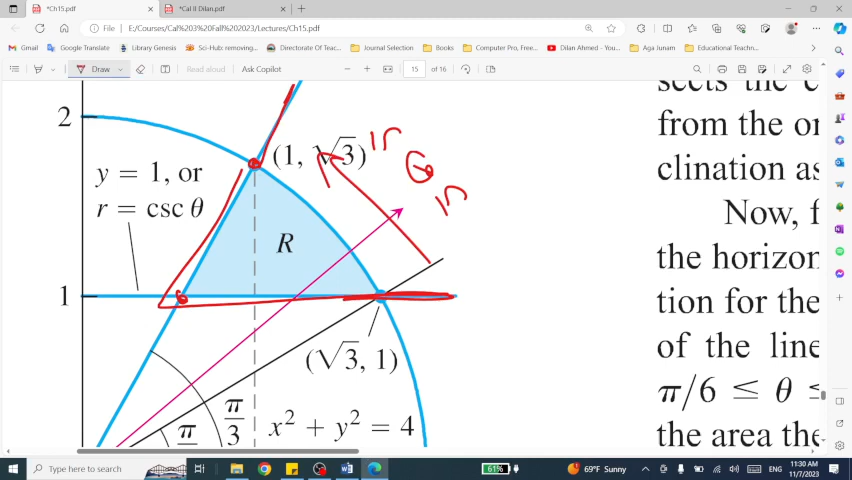 *Ch15.pdf
*Cal II Dilan.pdf
File
E:/Courses/Cal%203%20Fall%202023/Lectures/Ch15.pdf
Gmail
Google Translate
Library Genesis
Sci-Hub: removing...
Directorate Of Teac...
Journal Selection
Books
Computer Prog, Free...
Dilan Ahmed - Goo...
Aga Junam
Educational Teachn...
Draw
Read aloud
Ask Copilot
15 of 16
2
(1, √3)
y = 1, or
r = csc θ
R
1
(√3, 1)
π/3
π
x² + y² = 4
sects the c
from the or
clination as
Now, f
the horizon
tion for the
of the line
π/6 ≤ θ ≤
the area the
Type here to search
61%
69°F Sunny
11:30 AM
11/7/2023